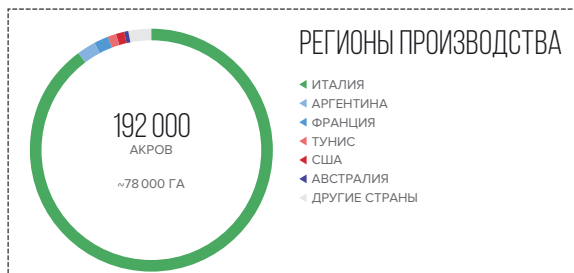 РЕГИОНЫ ПРОИЗВОДСТВА
192 000
АКРОВ
~78 000 ГА
ИТАЛИЯ
АРГЕНТИНА
ФРАНЦИЯ
ТУНИС
США
АВСТРАЛИЯ
ДРУГИЕ СТРАНЫ